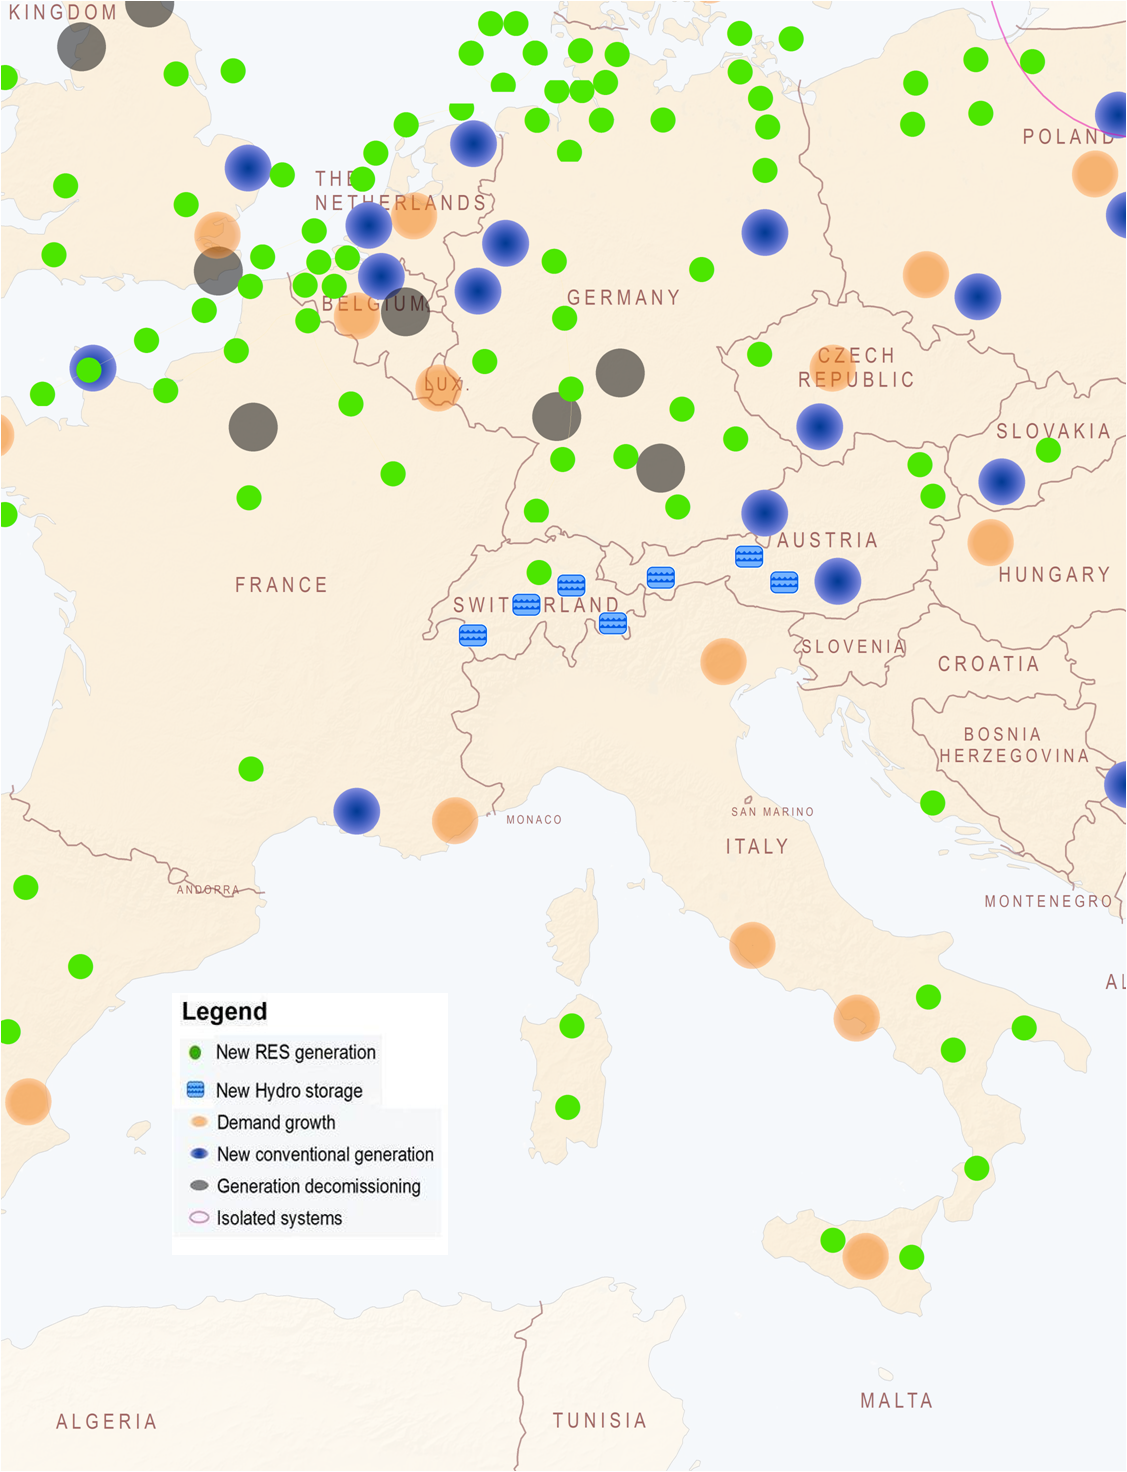 KINGDOM
POLAND
THE
NETHERLANDS
GERMANY
BELGIUM
CZECH
REPUBLIC
LUX.
SLOVAKIA
AUSTRIA
HUNGARY
FRANCE
SWITZERLAND
SLOVENIA
CROATIA
BOSNIA
HERZEGOVINA
SAN MARINO
MONACO
ITALY
ANDORRA
MONTENEGRO
AL
Legend
New RES generation
New Hydro storage
Demand growth
New conventional generation
Generation decomissioning
Isolated systems
MALTA
ALGERIA
TUNISIA